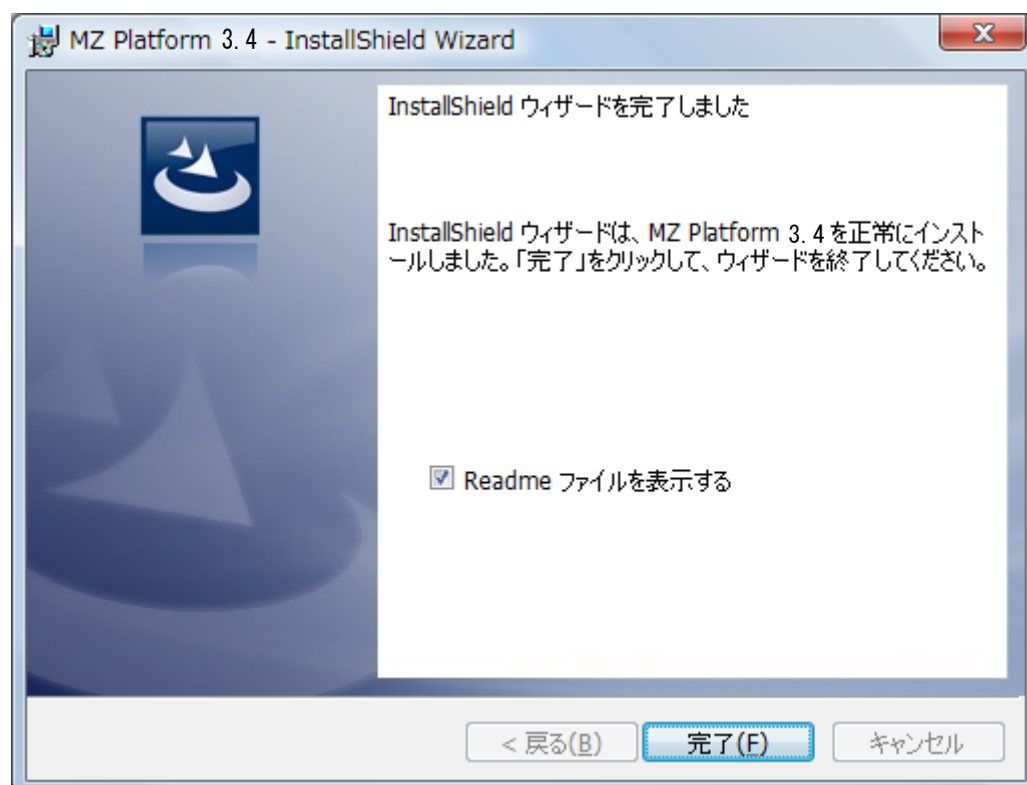 MZ Platform 3.4 - InstallShield Wizard
InstallShield ウィザードを完了しました
InstallShield ウィザードは、MZ Platform 3.4 を正常にインスト
ールしました。「完了」をクリックして、ウィザードを終了してください。
Readme ファイルを表示する
< 戻る(B)
完了(F)
キャンセル